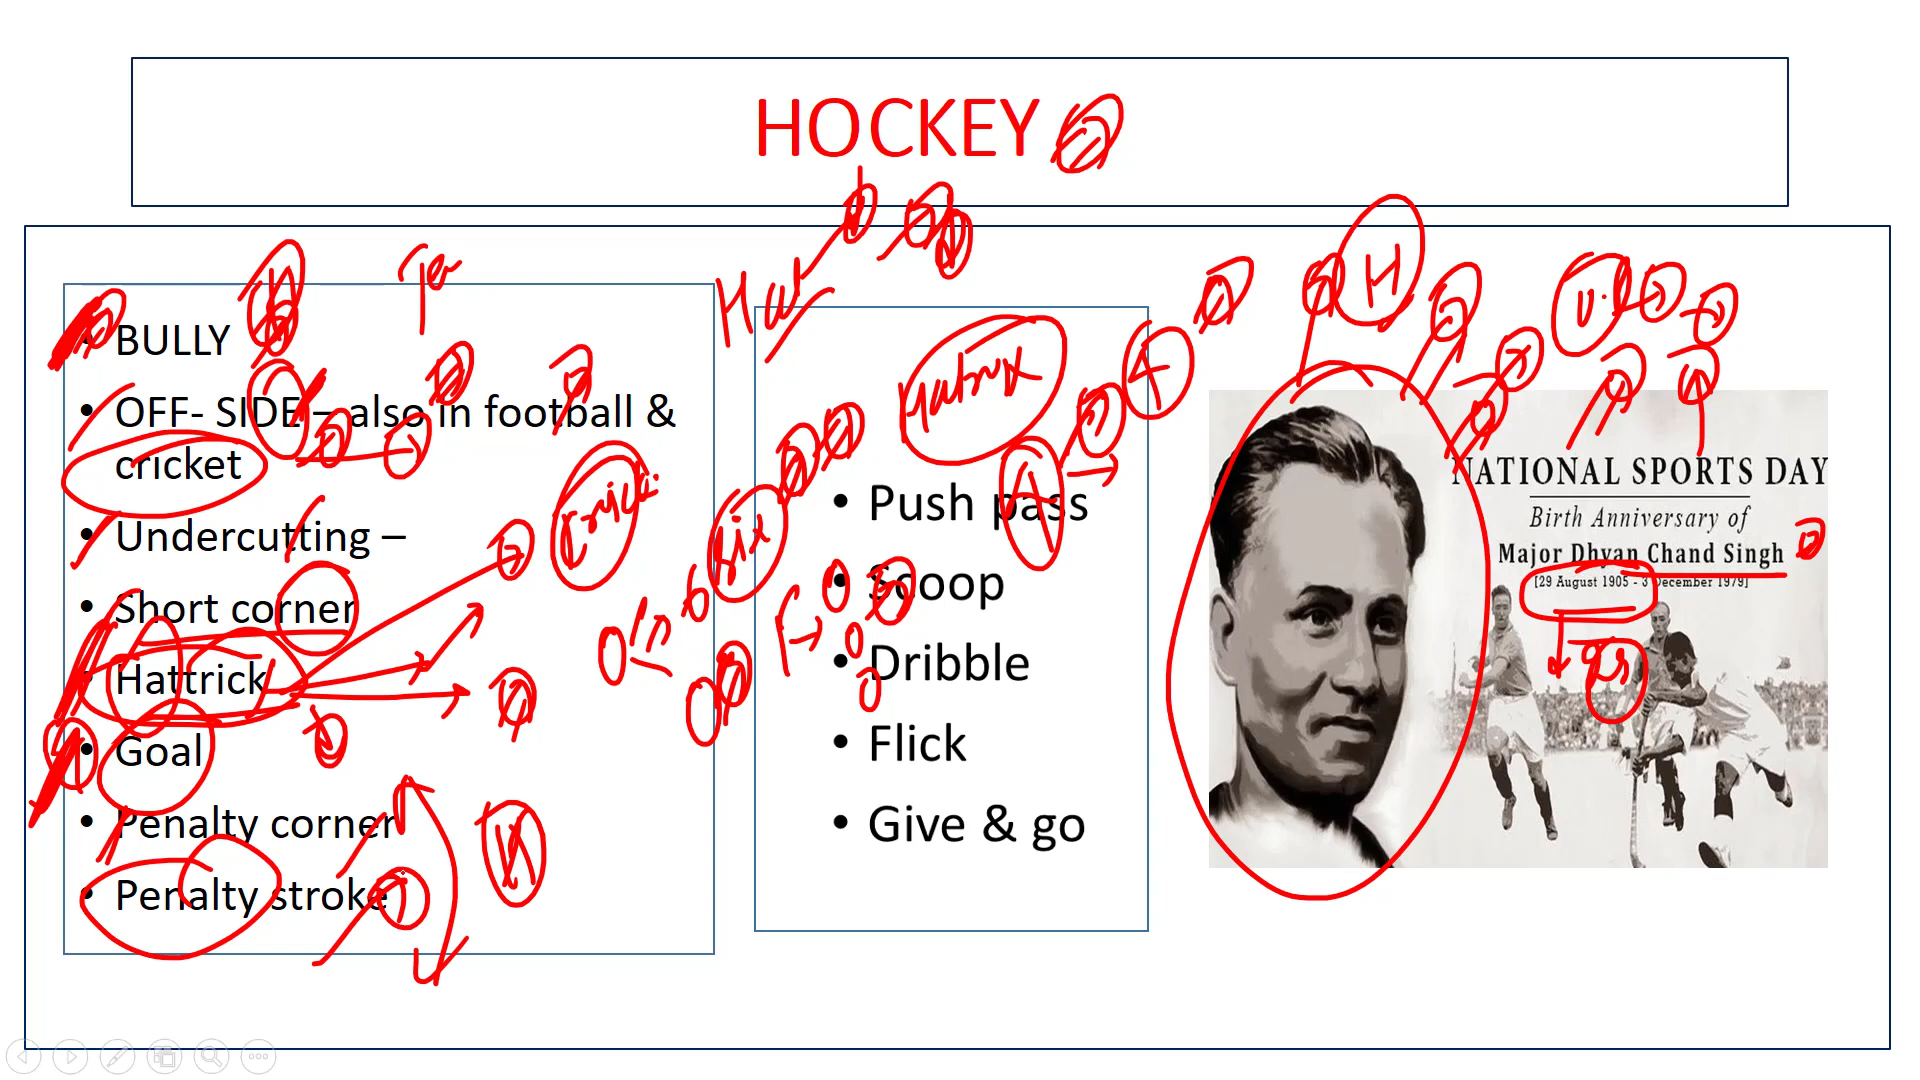 HOCKEY
• BULLY
• OFF- SIDE – also in football &
cricket
• Undercutting –
• Short corner
• Hattrick
• Goal
• Penalty corner
• Penalty stroke
• Push pass
• Scoop
• Dribble
• Flick
• Give & go
H
NATIONAL SPORTS DAY
Birth Anniversary of
Major Dhyan Chand Singh
[29 August 1905 - 3 December 1979]